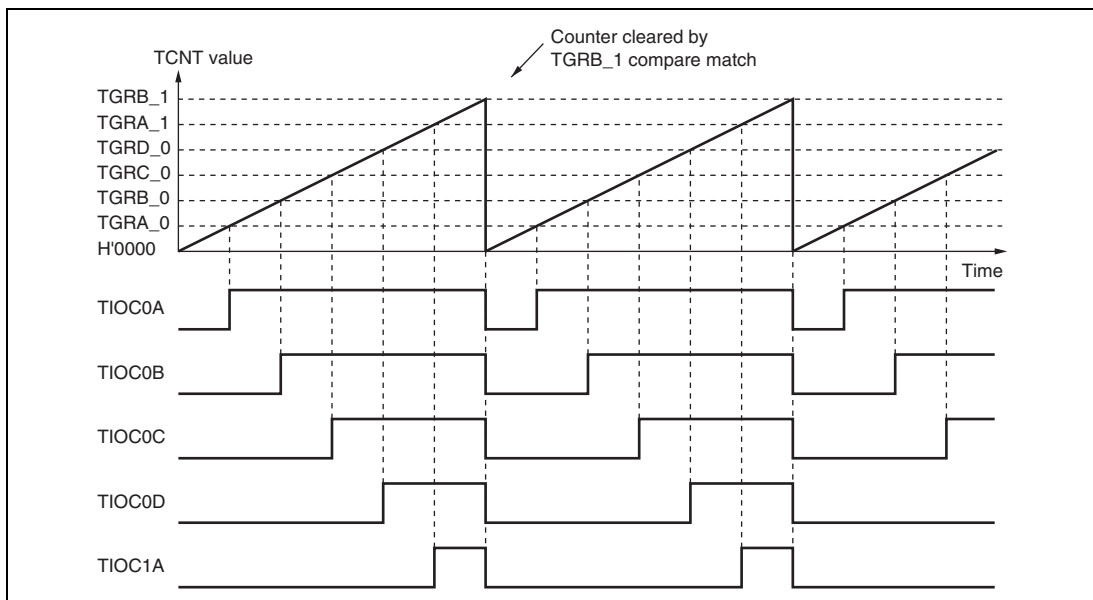 Counter cleared by
TGRB_1 compare match
TCNT value
TGRB_1
TGRA_1
TGRD_0
TGRC_0
TGRB_0
TGRA_0
H'0000
Time
TIOC0A
TIOC0B
TIOC0C
TIOC0D
TIOC1A